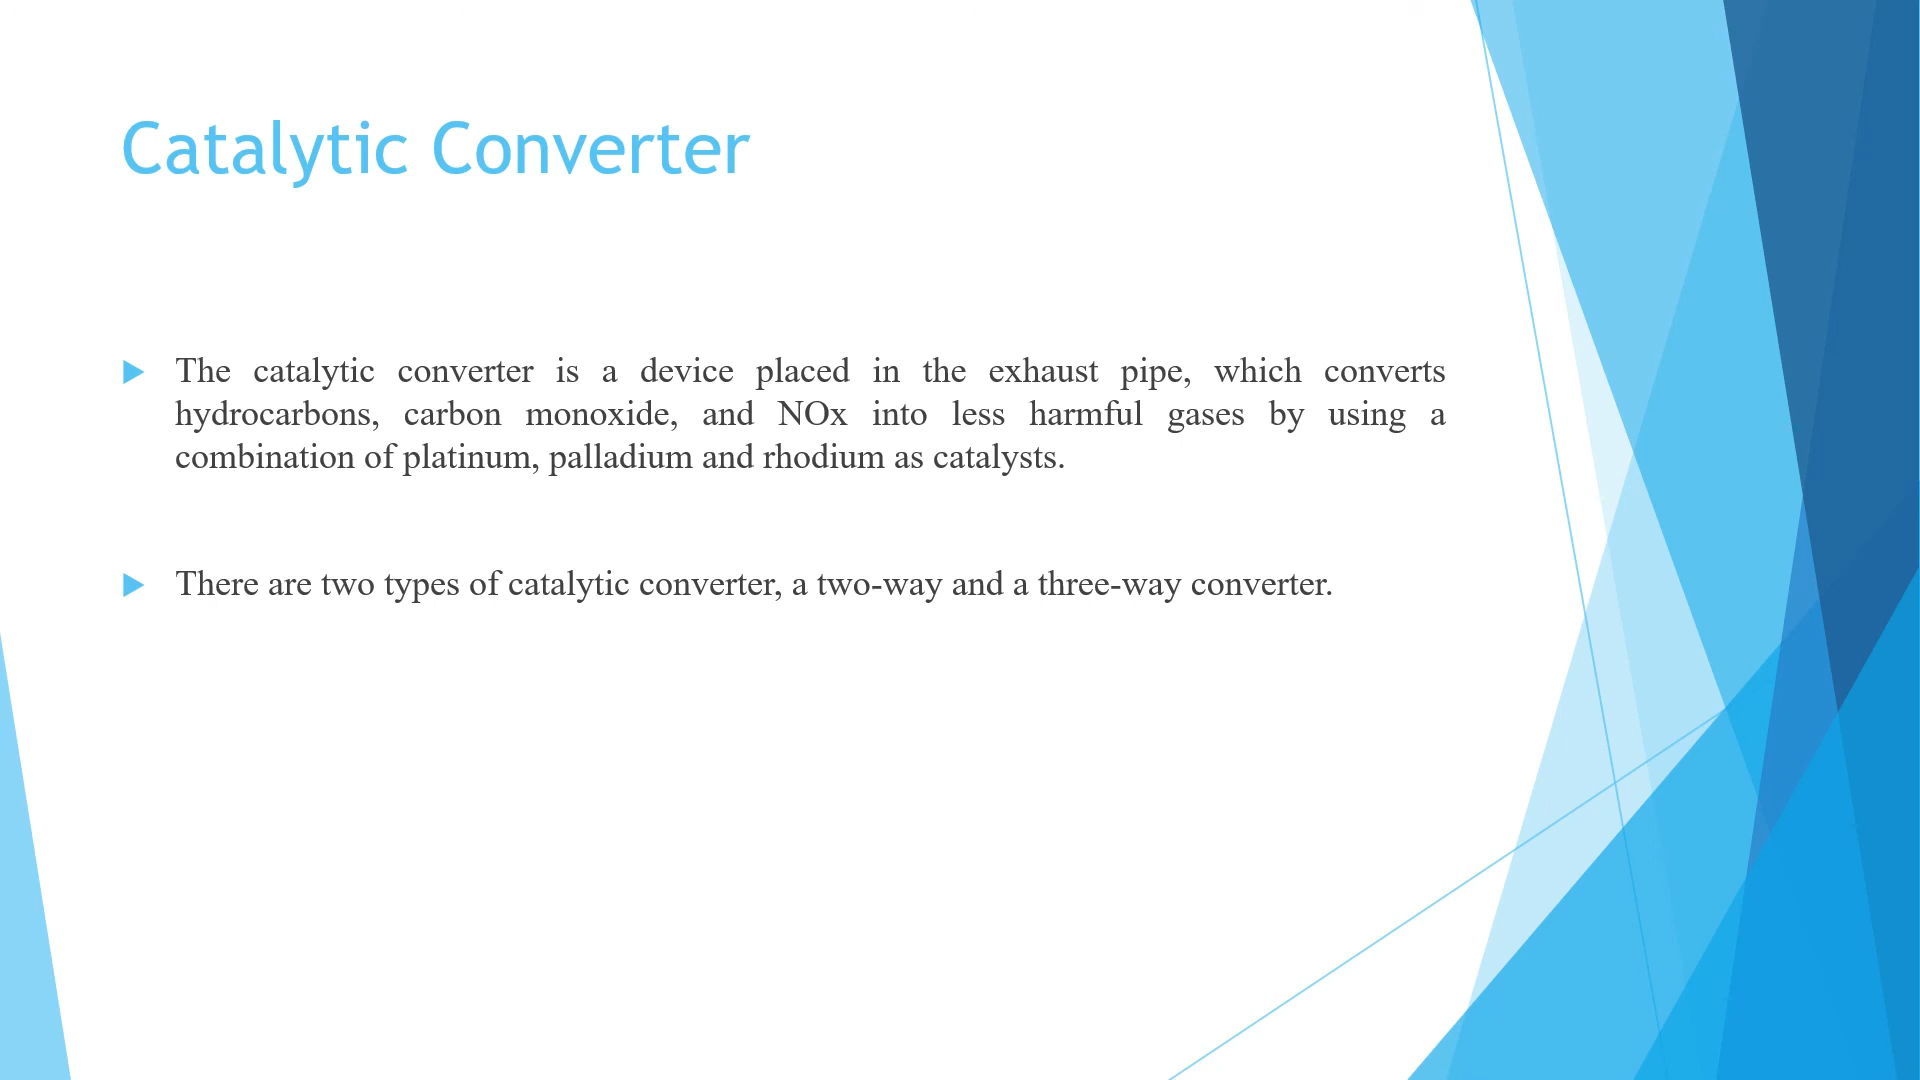 Catalytic Converter
The catalytic converter is a device placed in the exhaust pipe, which converts
hydrocarbons, carbon monoxide, and NOx into less harmful gases by using a
combination of platinum, palladium and rhodium as catalysts.
There are two types of catalytic converter, a two-way and a three-way converter.